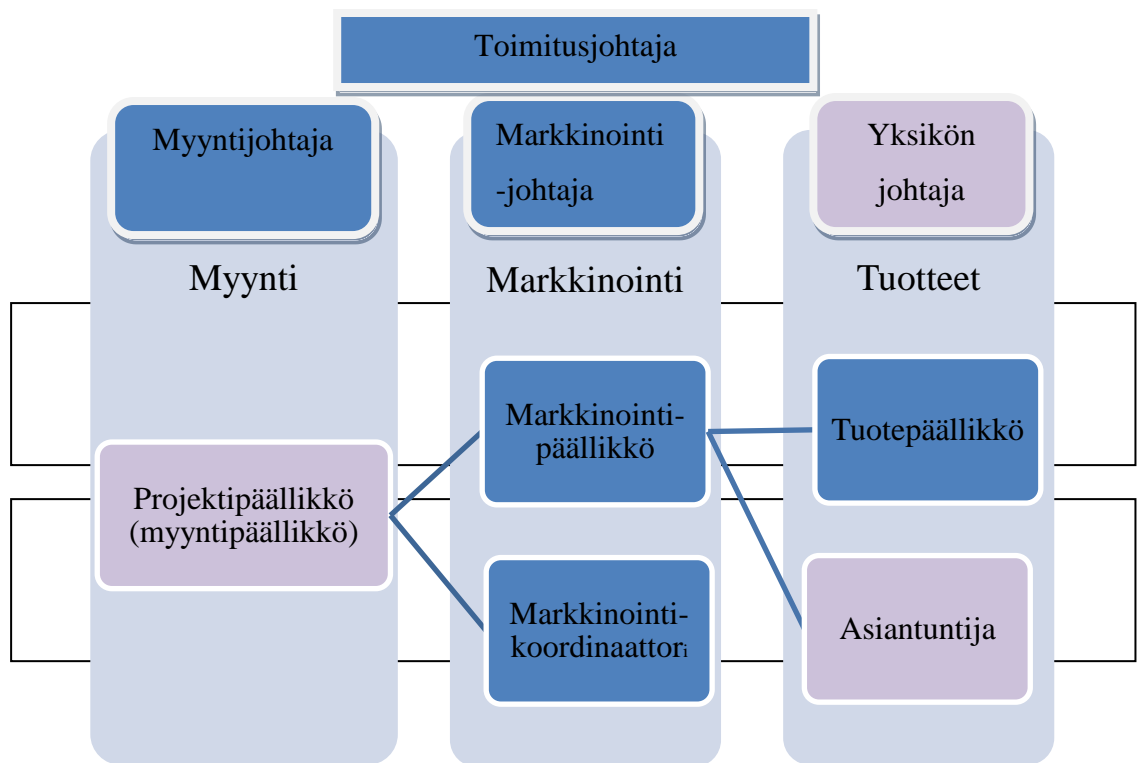 Toimitusjohtaja
Myyntijohtaja
Markkinointi
-johtaja
Yksikön
johtaja
Myynti
Markkinointi
Tuotteet
Markkinointi-
päällikkö
Tuotepäällikkö
Projektipäällikkö
(myyntipäällikkö)
Markkinointi-
koordinaattori
Asiantuntija